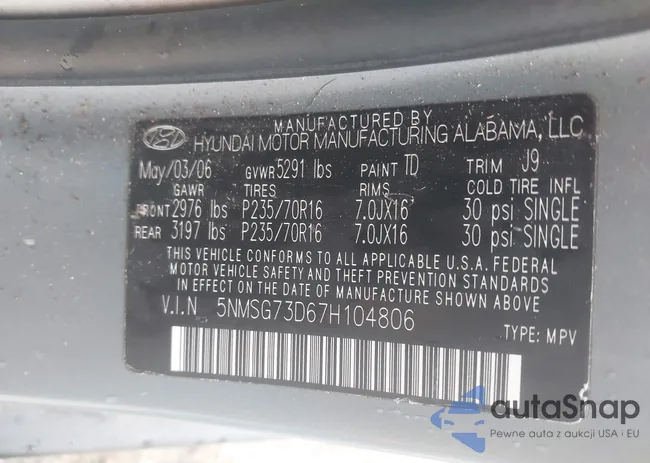 MANUFACTURED BY
HYUNDAI MOTOR MANUFACTURING ALABAMA, LLC
May/03/06 GVWR 5291 lbs PAINT TD TRIM J9
GAWR TIRES RIMS COLD TIRE INFL
FRONT 2976 lbs P235/70R16 7.0JX16 30 psi SINGLE
REAR 3197 lbs P235/70R16 7.0JX16 30 psi SINGLE
THIS VEHICLE CONFORMS TO ALL APPLICABLE U.S.A. FEDERAL
MOTOR VEHICLE SAFETY AND THEFT PREVENTION STANDARDS
IN EFFECT ON THE DATE OF MANUFACTURE SHOWN ABOVE.
V.I.N 5NMSG73D67H104806
TYPE: MPV
autoSnap
Pewne auta z aukcji USA i EU